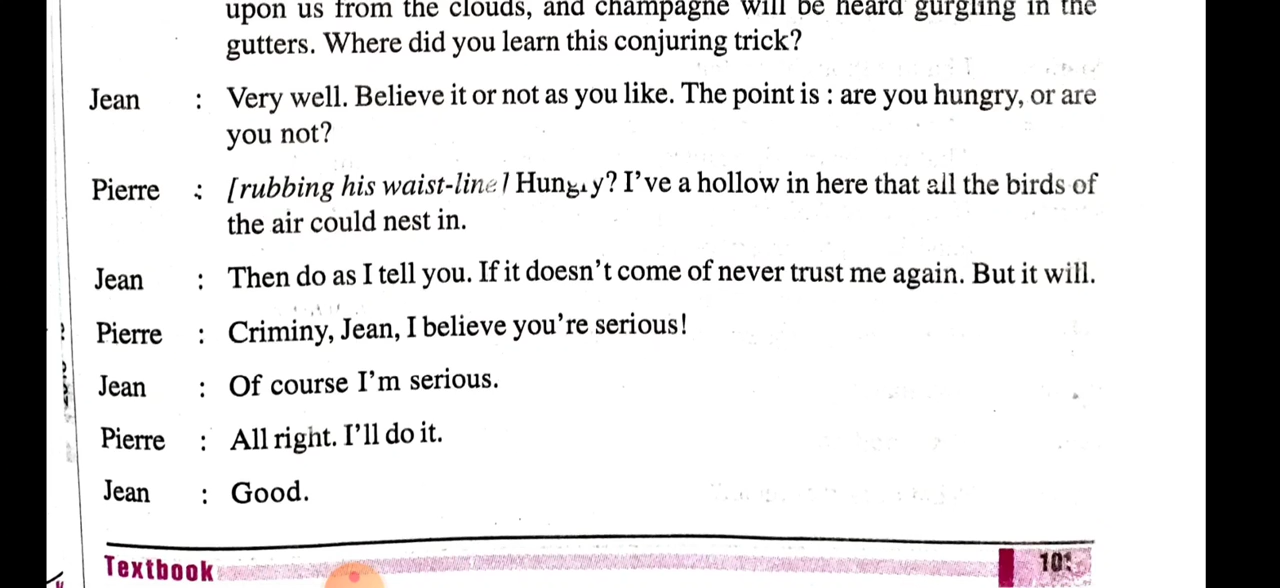 upon us from the clouds, and champagne will be heard gurgling in the
gutters. Where did you learn this conjuring trick?
Jean : Very well. Believe it or not as you like. The point is : are you hungry, or are
you not?
Pierre : [rubbing his waist-line] Hungry? I've a hollow in here that all the birds of
the air could nest in.
Jean : Then do as I tell you. If it doesn't come of never trust me again. But it will.
Pierre : Criminy, Jean, I believe you're serious!
Jean : Of course I'm serious.
Pierre : All right. I'll do it.
Jean : Good.
Textbook